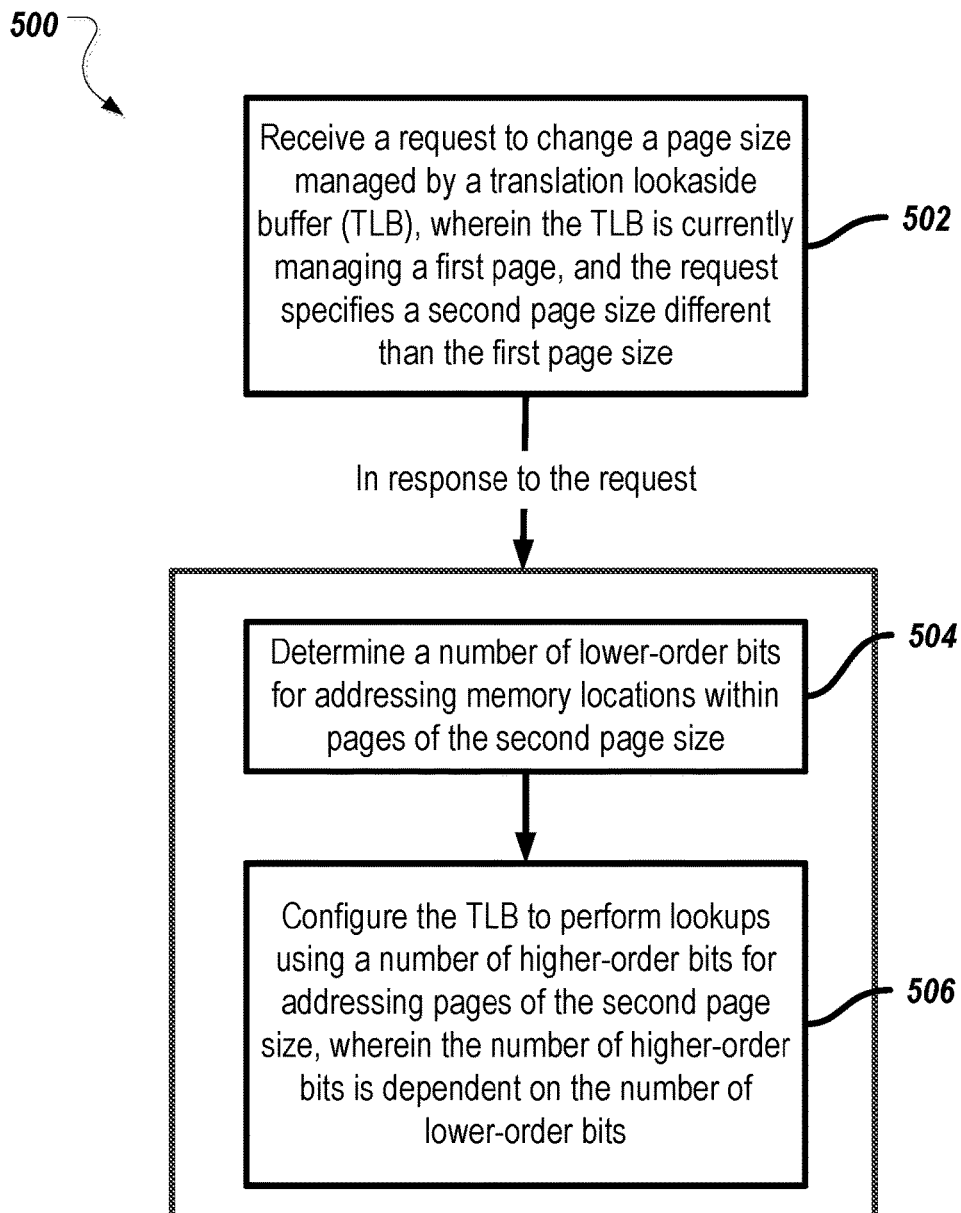 500
Receive a request to change a page size
managed by a translation lookaside
buffer (TLB), wherein the TLB is currently
managing a first page, and the request
specifies a second page size different
than the first page size
502
In response to the request
504
Determine a number of lower-order bits
for addressing memory locations within
pages of the second page size
Configure the TLB to perform lookups
using a number of higher-order bits for
addressing pages of the second page
size, wherein the number of higher-order
bits is dependent on the number of
lower-order bits
506